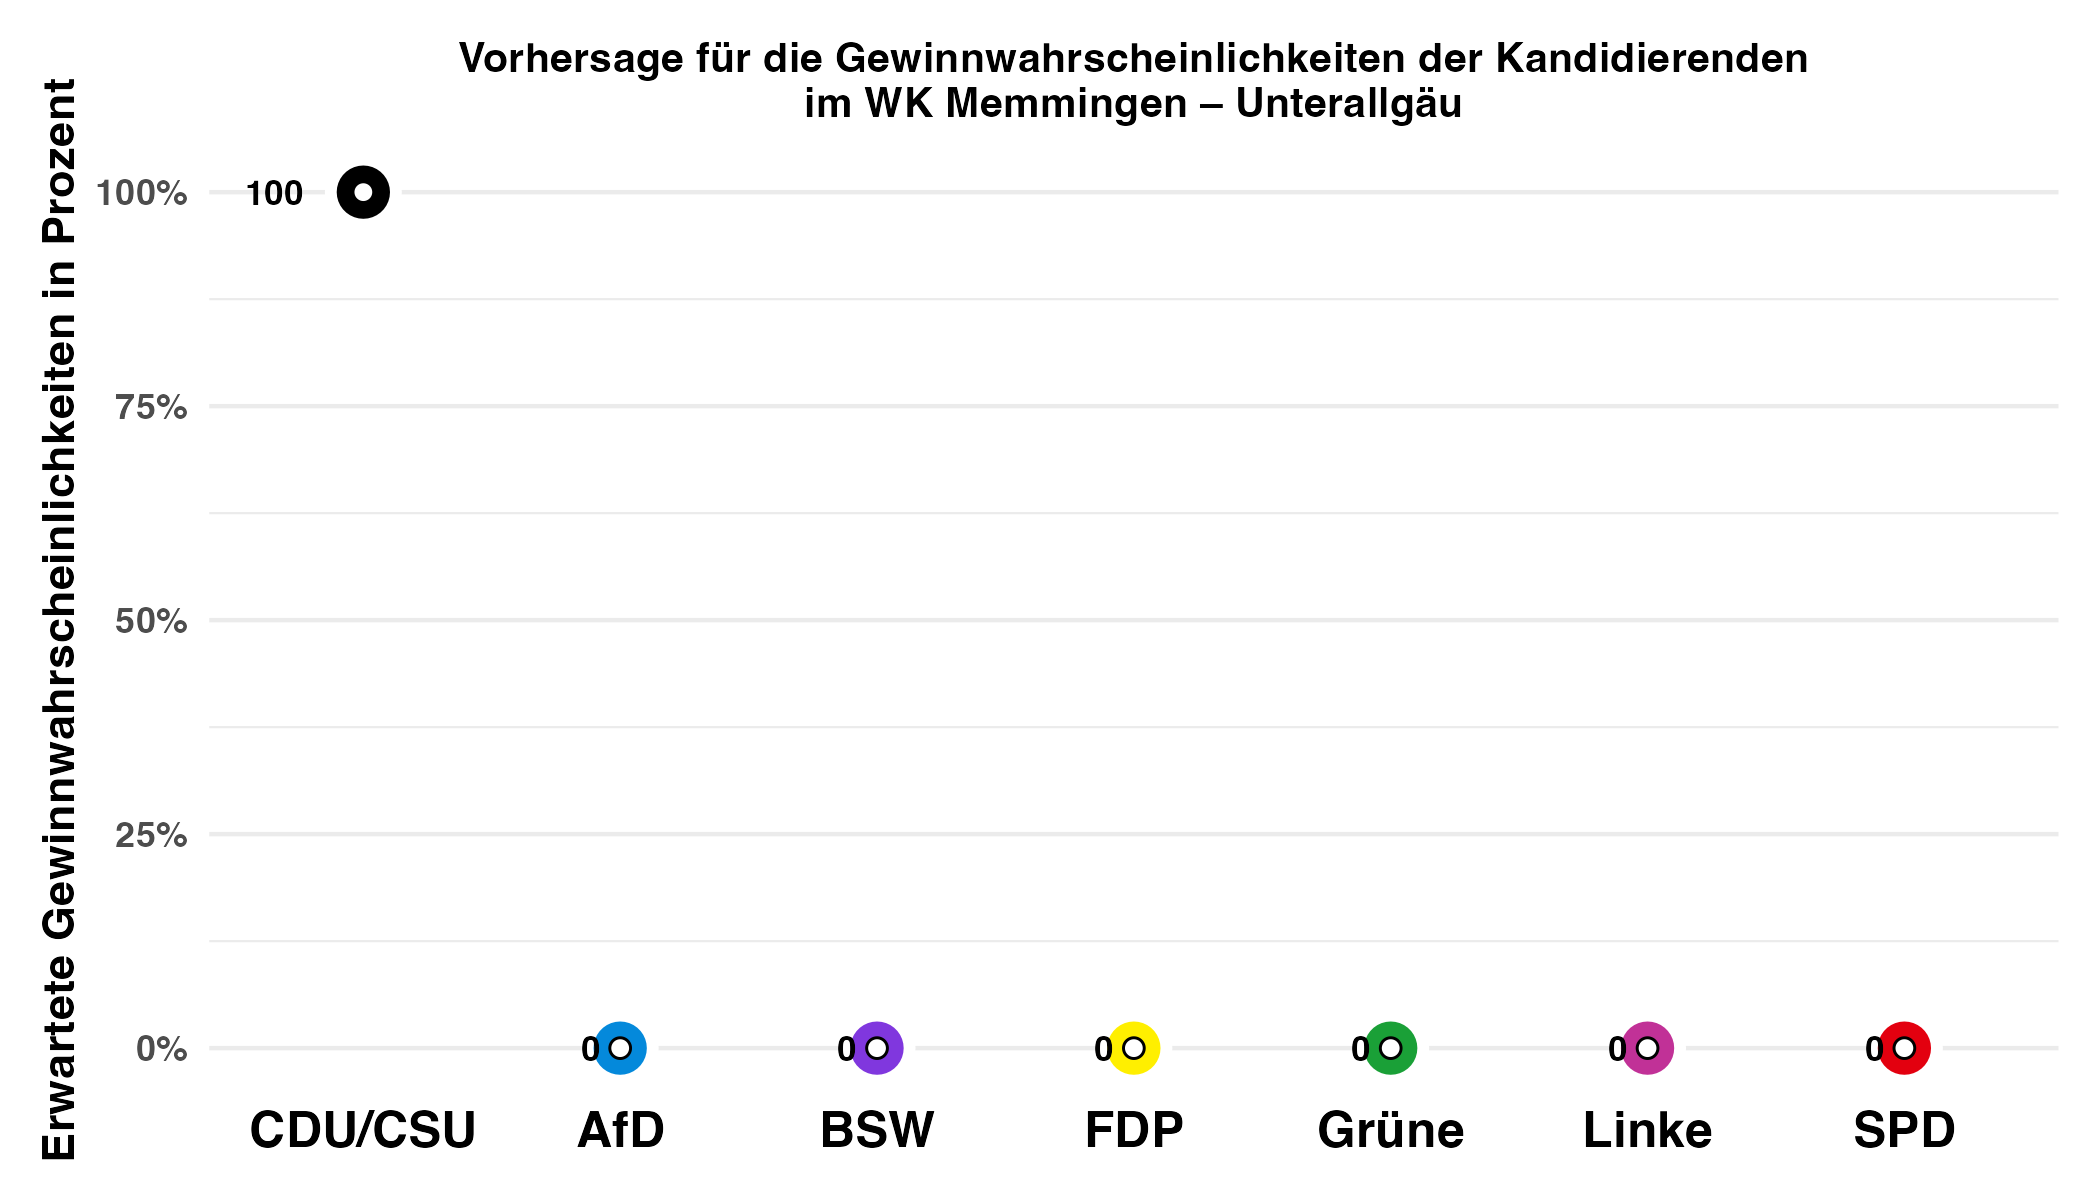 Vorhersage für die Gewinnwahrscheinlichkeiten der Kandidierenden
im WK Memmingen – Unterallgäu
Erwartete Gewinnwahrscheinlichkeiten in Prozent
100%
75%
50%
25%
0%
100
0
0
0
0
0
0
CDU/CSU
AfD
BSW
FDP
Grüne
Linke
SPD